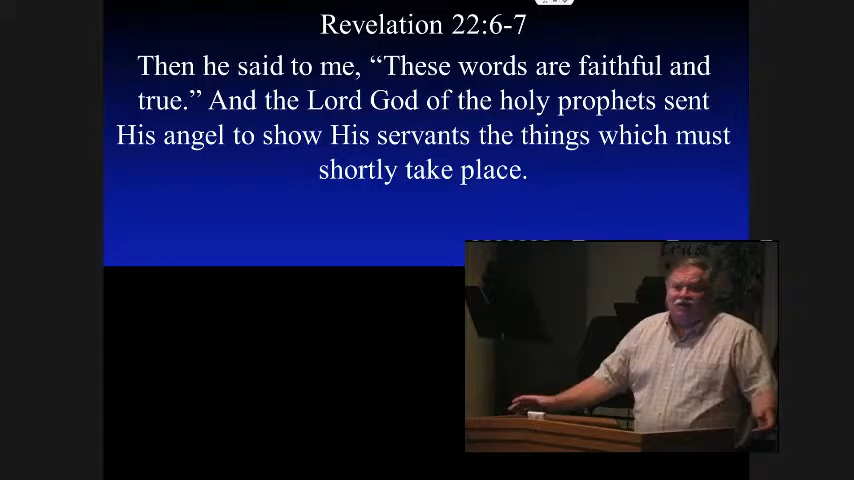 Revelation 22:6-7
Then he said to me, “These words are faithful and
true.” And the Lord God of the holy prophets sent
His angel to show His servants the things which must
shortly take place.